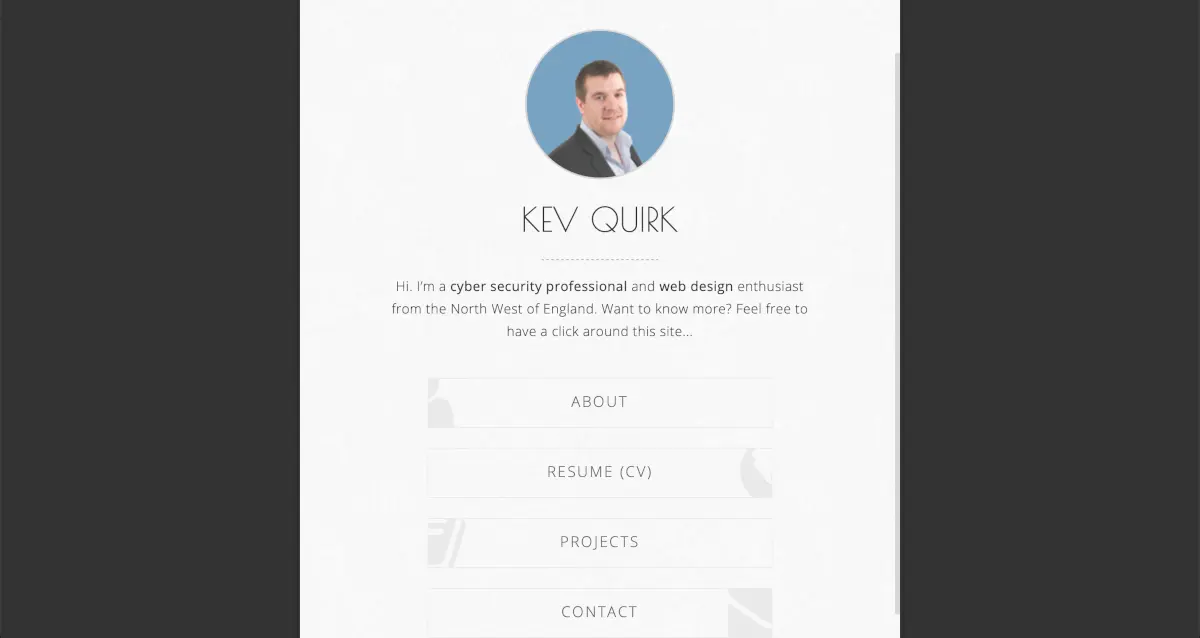 KEV QUIRK
Hi. I'm a cyber security professional and web design enthusiast
from the North West of England. Want to know more? Feel free to
have a click around this site...
ABOUT
RESUME (CV)
PROJECTS
CONTACT